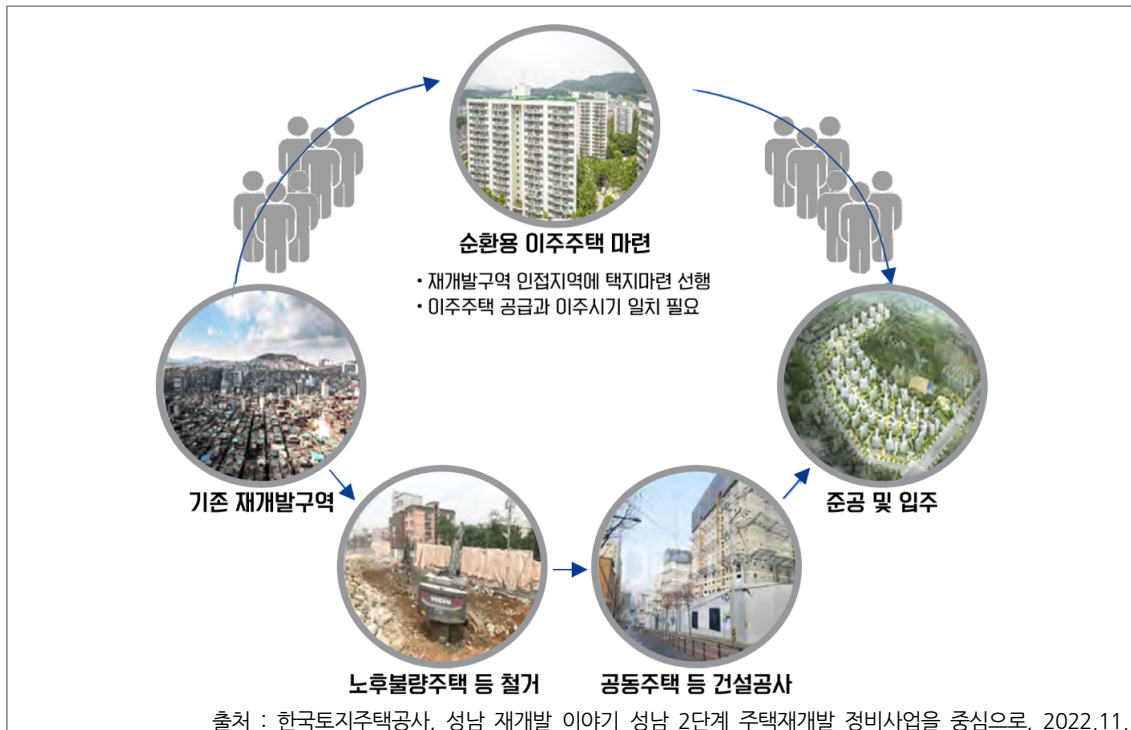 순환용 이주주택 마련
• 재개발구역 인접지역에 택지마련 선행
• 이주주택 공급과 이주시기 일치 필요
기존 재개발구역
준공 및 입주
VOLVO
노후불량주택 등 철거
공동주택 등 건설공사
출처 : 한국토지주택공사, 성남 재개발 이야기 성남 2단계 주택재개발 정비사업을 중심으로, 2022.11.